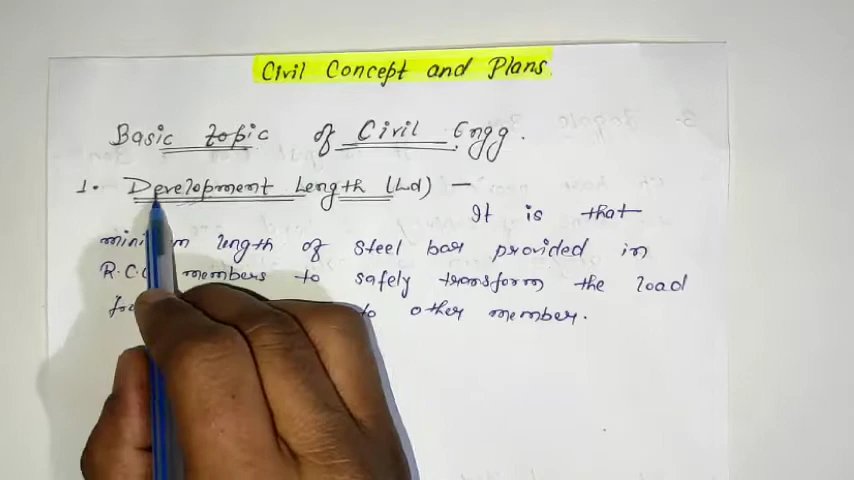 Civil Concept and Plans.
Basic topic of Civil Engg.
1. Development Length (Ld) —
It is that
length of steel bar provided in
members to safely transform the load
to other member.